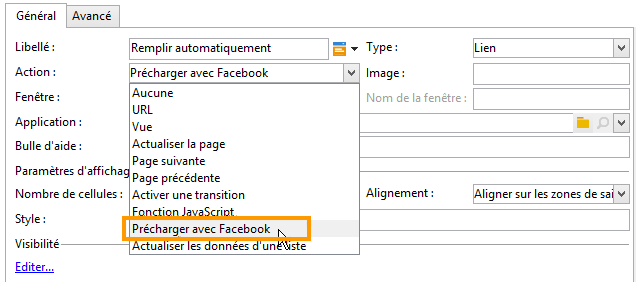 Général Avancé
Libellé : Remplir automatiquement Type : Lien
Action : Précharger avec Facebook Image :
Fenêtre : Nom de la fenêtre :
Application :
Bulle d'aide :
Paramètres d'affichag
Nombre de cellules : Alignement : Aligner sur les zones de sai
Style :
Visibilité
Editer...
Aucune
URL
Vue
Actualiser la page
Page suivante
Page précédente
Activer une transition
Fonction JavaScript
Précharger avec Facebook
Actualiser les données d'une liste